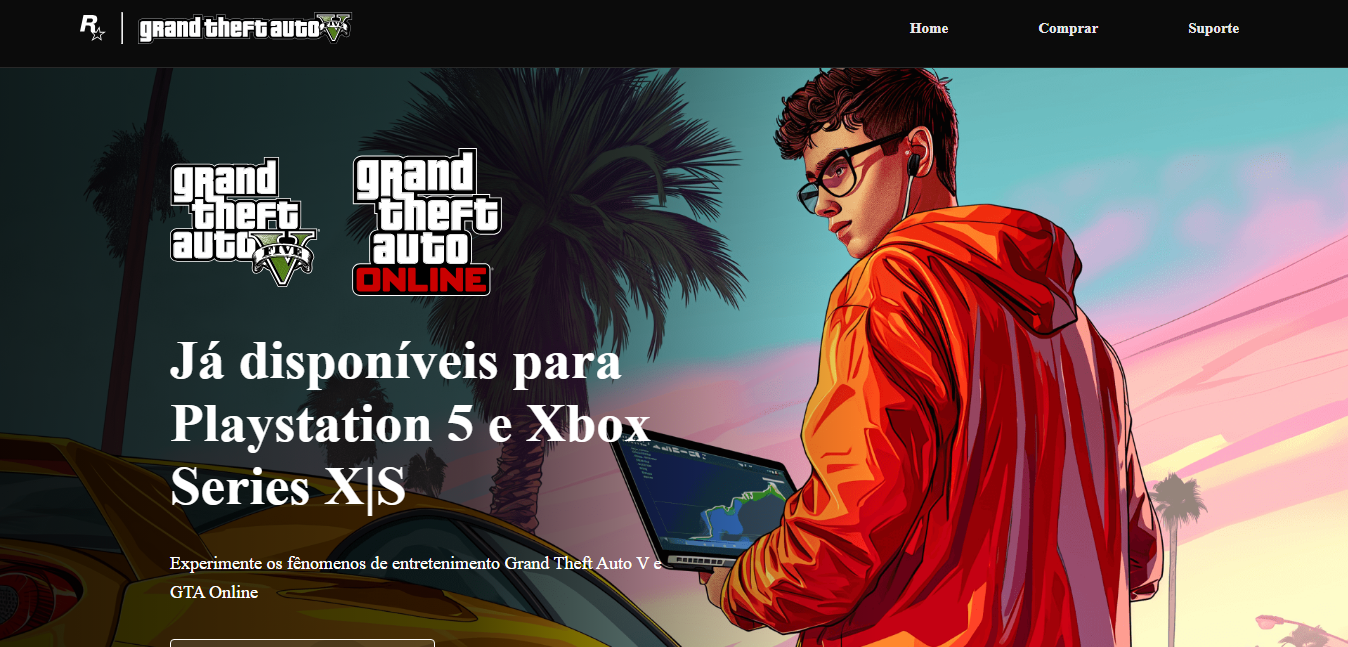 R
grand theft auto V
Home
Comprar
Suporte
grand
theft
auto
FIVE
grand
theft
auto
ONLINE
Já disponíveis para
Playstation 5 e Xbox
Series X|S
Experimente os fênomenos de entretenimento Grand Theft Auto V e
GTA Online